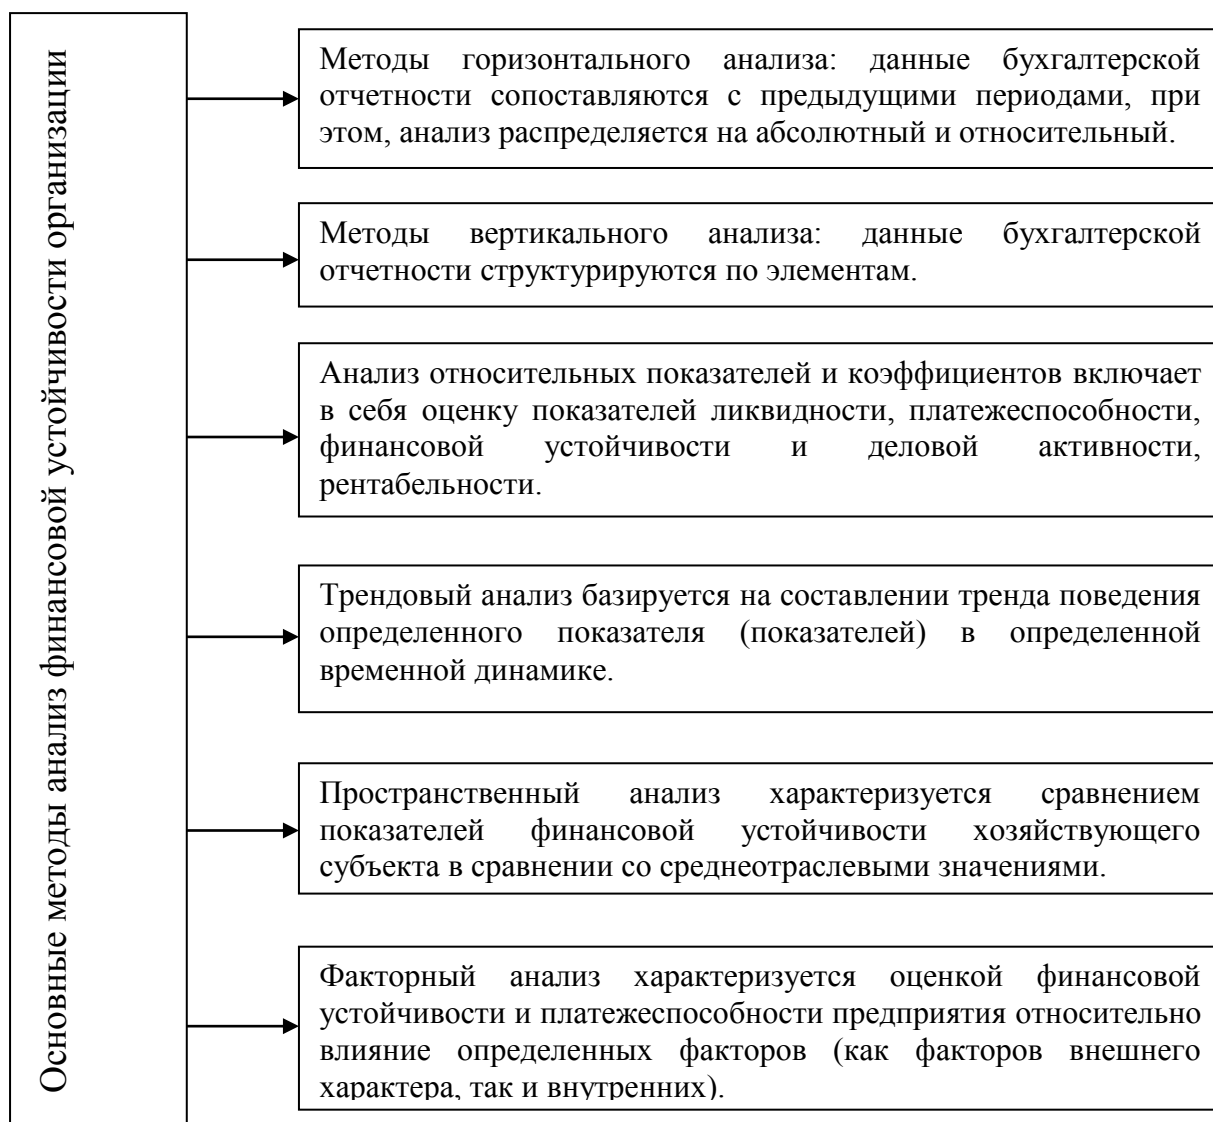 Основные методы анализ финансовой устойчивости организации
Методы горизонтального анализа: данные бухгалтерской
отчетности сопоставляются с предыдущими периодами, при
этом, анализ распределяется на абсолютный и относительный.
Методы вертикального анализа: данные бухгалтерской
отчетности структурируются по элементам.
Анализ относительных показателей и коэффициентов включает
в себя оценку показателей ликвидности, платежеспособности,
финансовой устойчивости и деловой активности,
рентабельности.
Трендовый анализ базируется на составлении тренда поведения
определенного показателя (показателей) в определенной
временной динамике.
Пространственный анализ характеризуется сравнением
показателей финансовой устойчивости хозяйствующего
субъекта в сравнении со среднеотраслевыми значениями.
Факторный анализ характеризуется оценкой финансовой
устойчивости и платежеспособности предприятия относительно
влияние определенных факторов (как факторов внешнего
характера, так и внутренних).